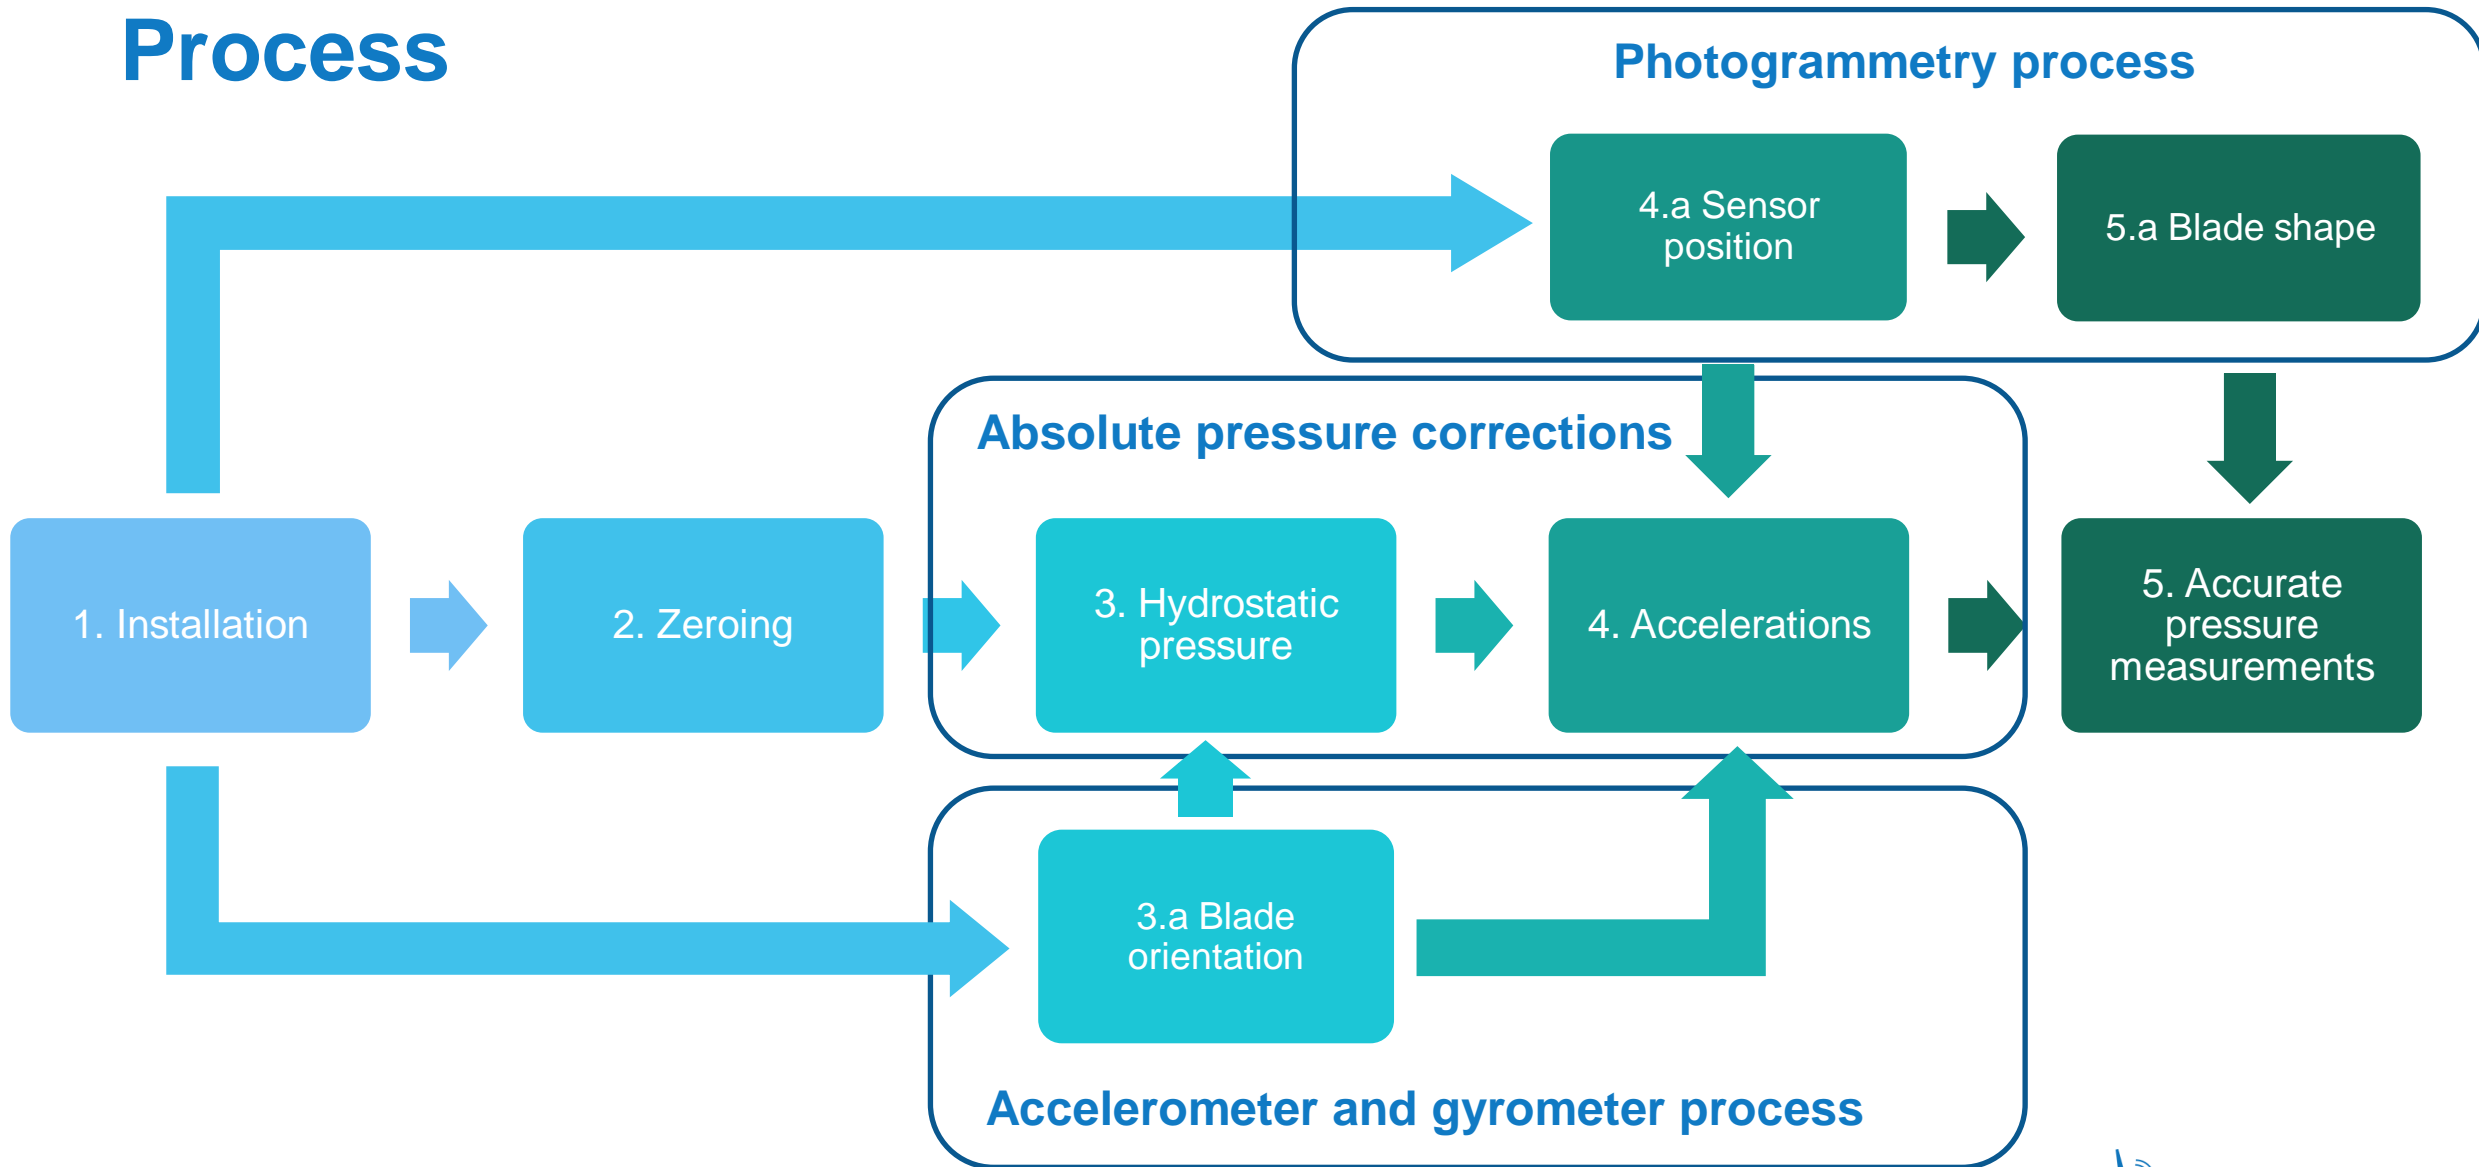 Process
Photogrammetry process
4.a Sensor
position
5.a Blade shape
Absolute pressure corrections
1. Installation
2. Zeroing
3. Hydrostatic
pressure
4. Accelerations
5. Accurate
pressure
measurements
3.a Blade
orientation
Accelerometer and gyrometer process